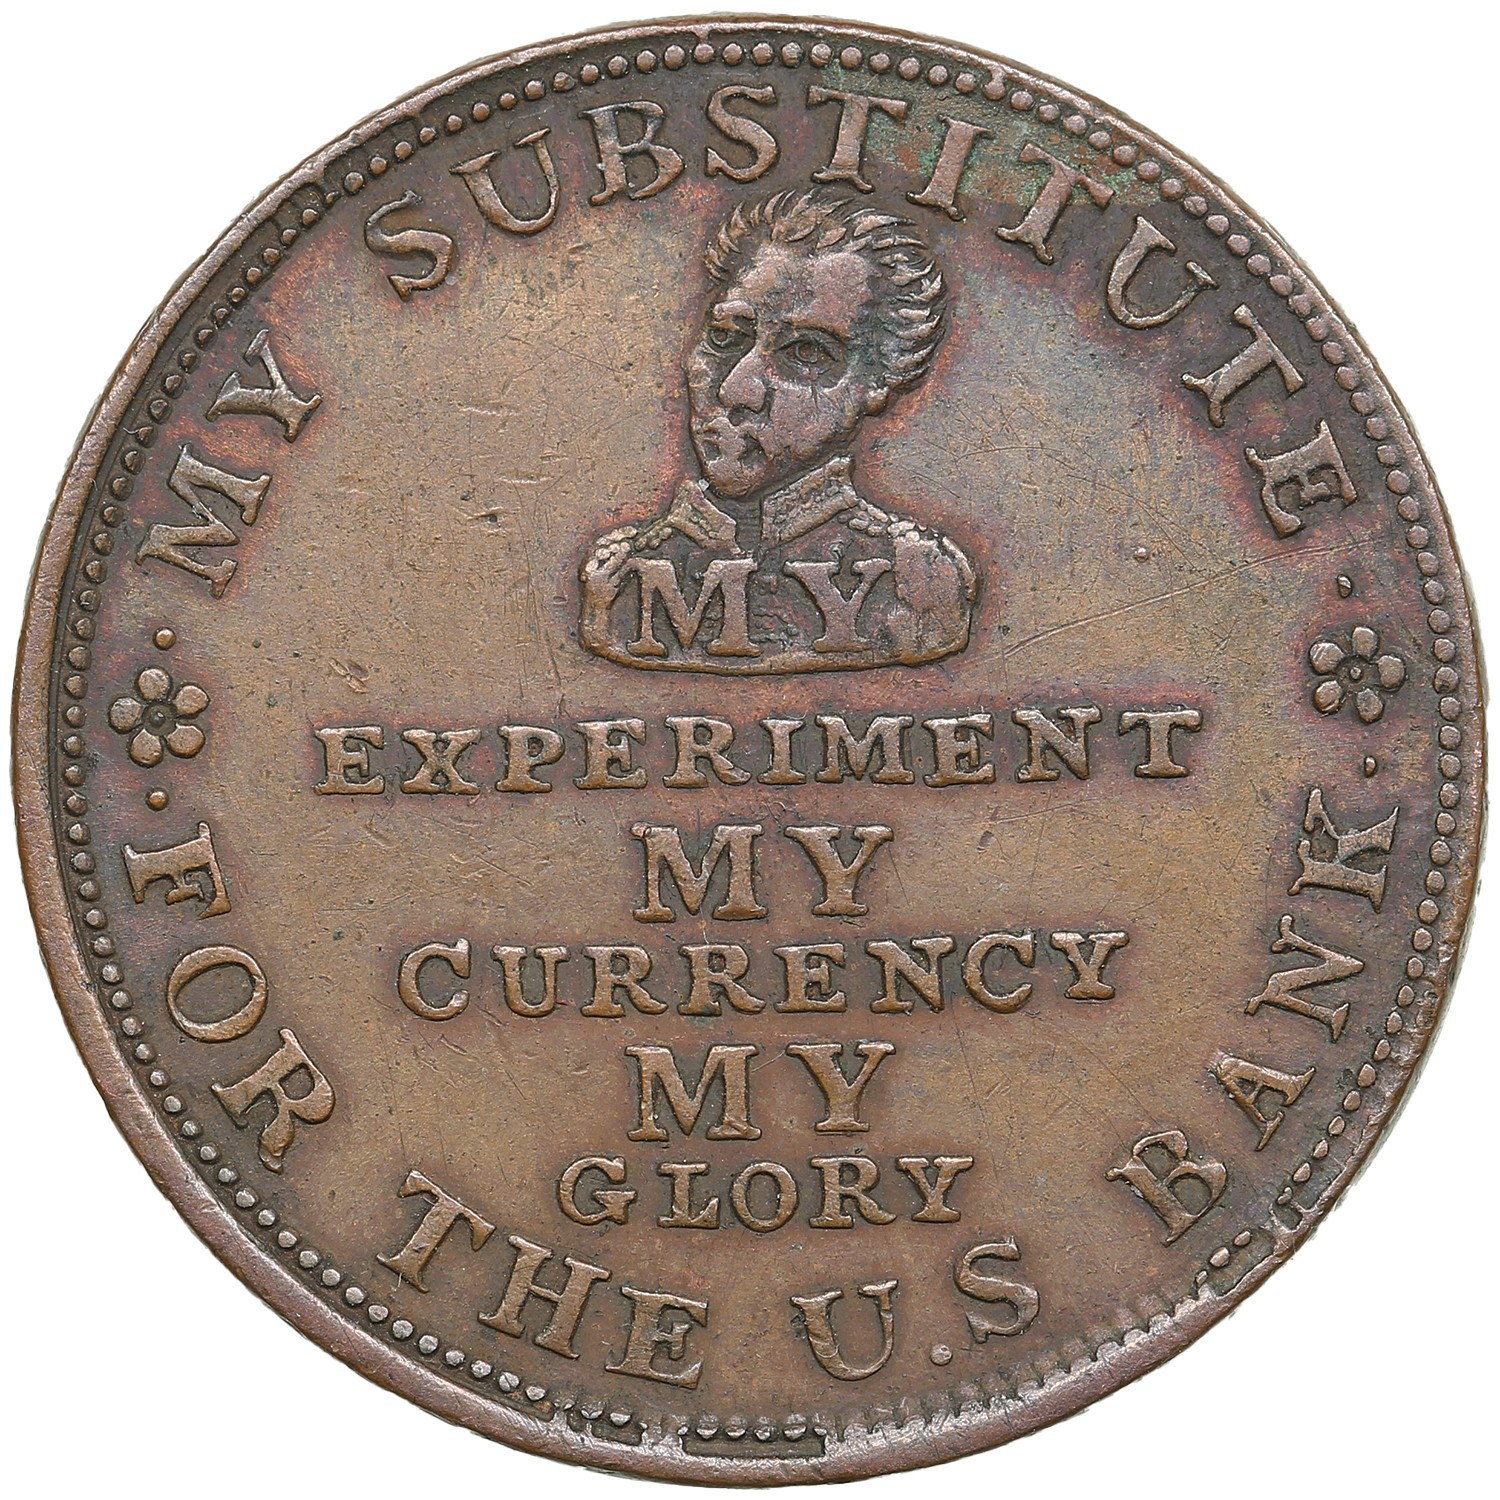 MY SUBSTITUTE
FOR THE U.S BANK
MY
EXPERIMENT
MY
CURRENCY
MY
GLORY